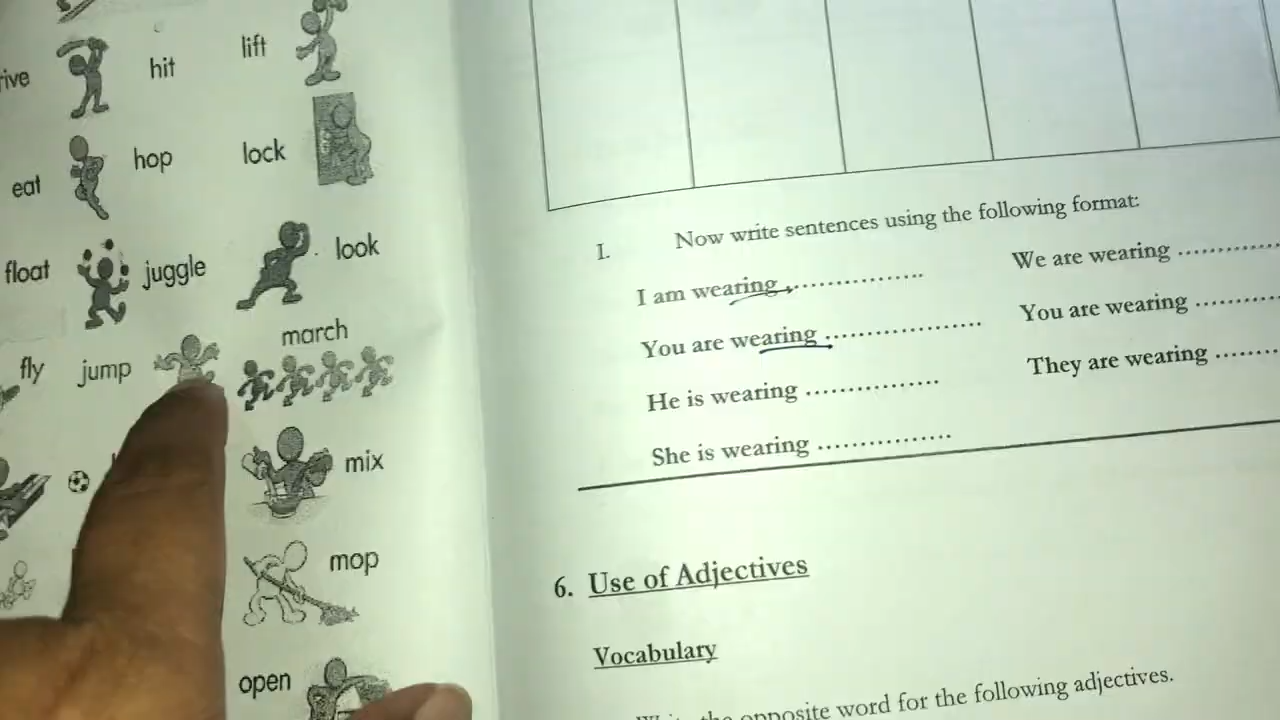 lift
hit
hop
lock
eat
float
juggle
look
march
fly
jump
mix
mop
open
I. Now write sentences using the following format:
I am wearing ..................
You are wearing ......................
He is wearing ..................
She is wearing ..................
We are wearing ..................
You are wearing ..................
They are wearing ..................
6. Use of Adjectives
Vocabulary
the opposite word for the following adjectives.